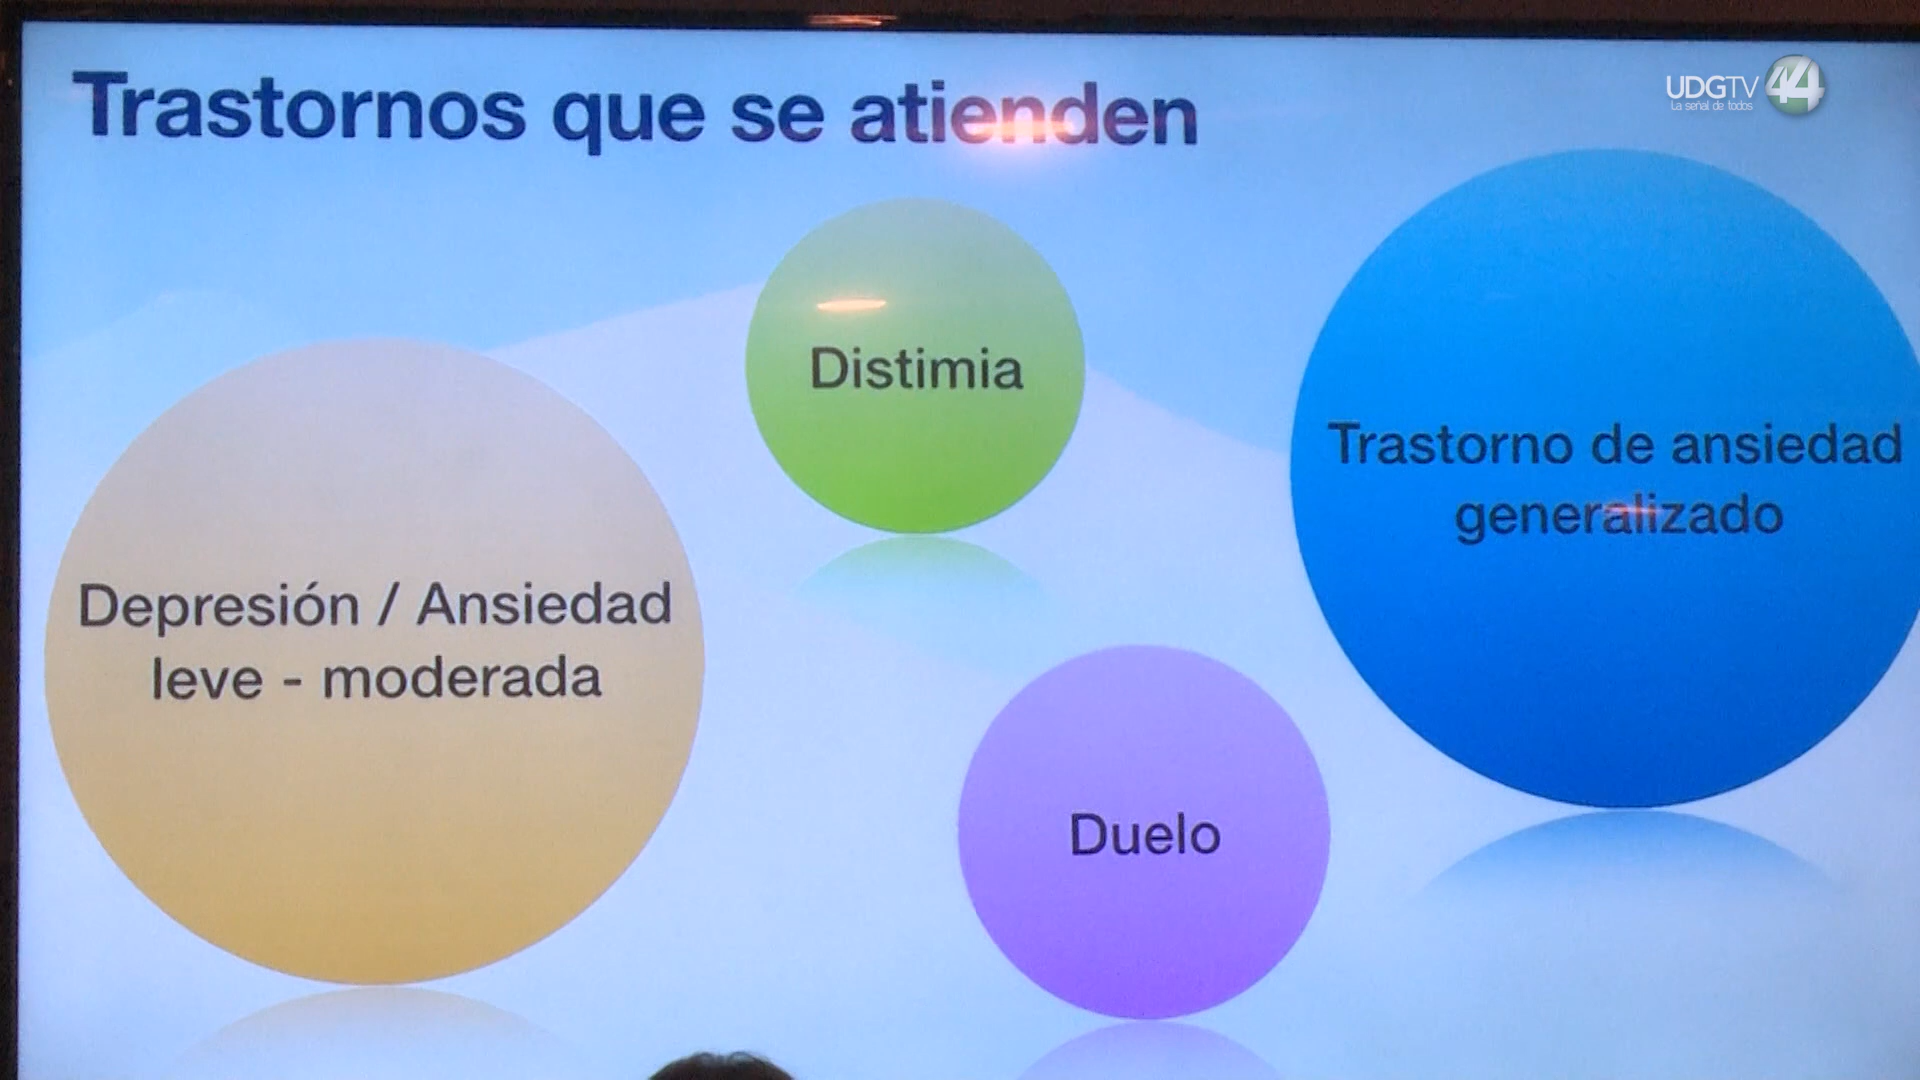 Trastornos que se atienden
UDGTV 44
La señal de todos
Distimia
Trastorno de ansiedad
generalizado
Depresión / Ansiedad
leve - moderada
Duelo